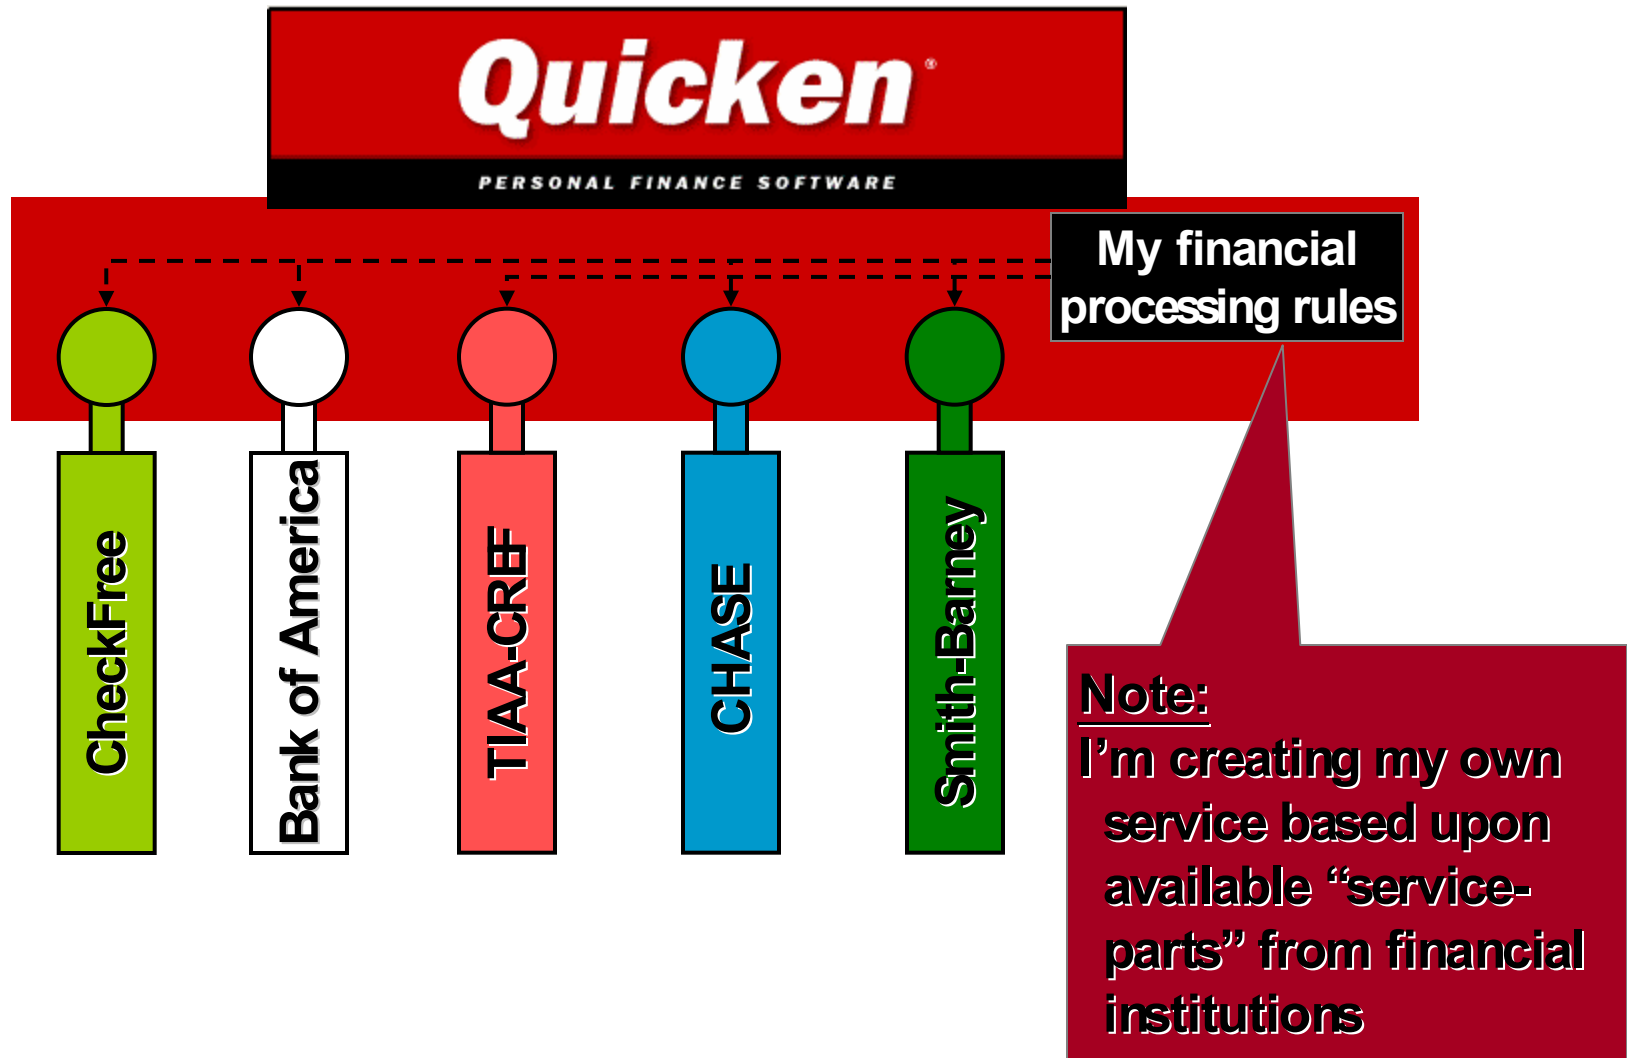 Quicken®
PERSONAL FINANCE SOFTWARE
My financial
processing rules
CheckFree
Bank of America
TIAA-CREF
CHASE
Smith-Barney
Note:
I’m creating my own
service based upon
available “service-
parts” from financial
institutions